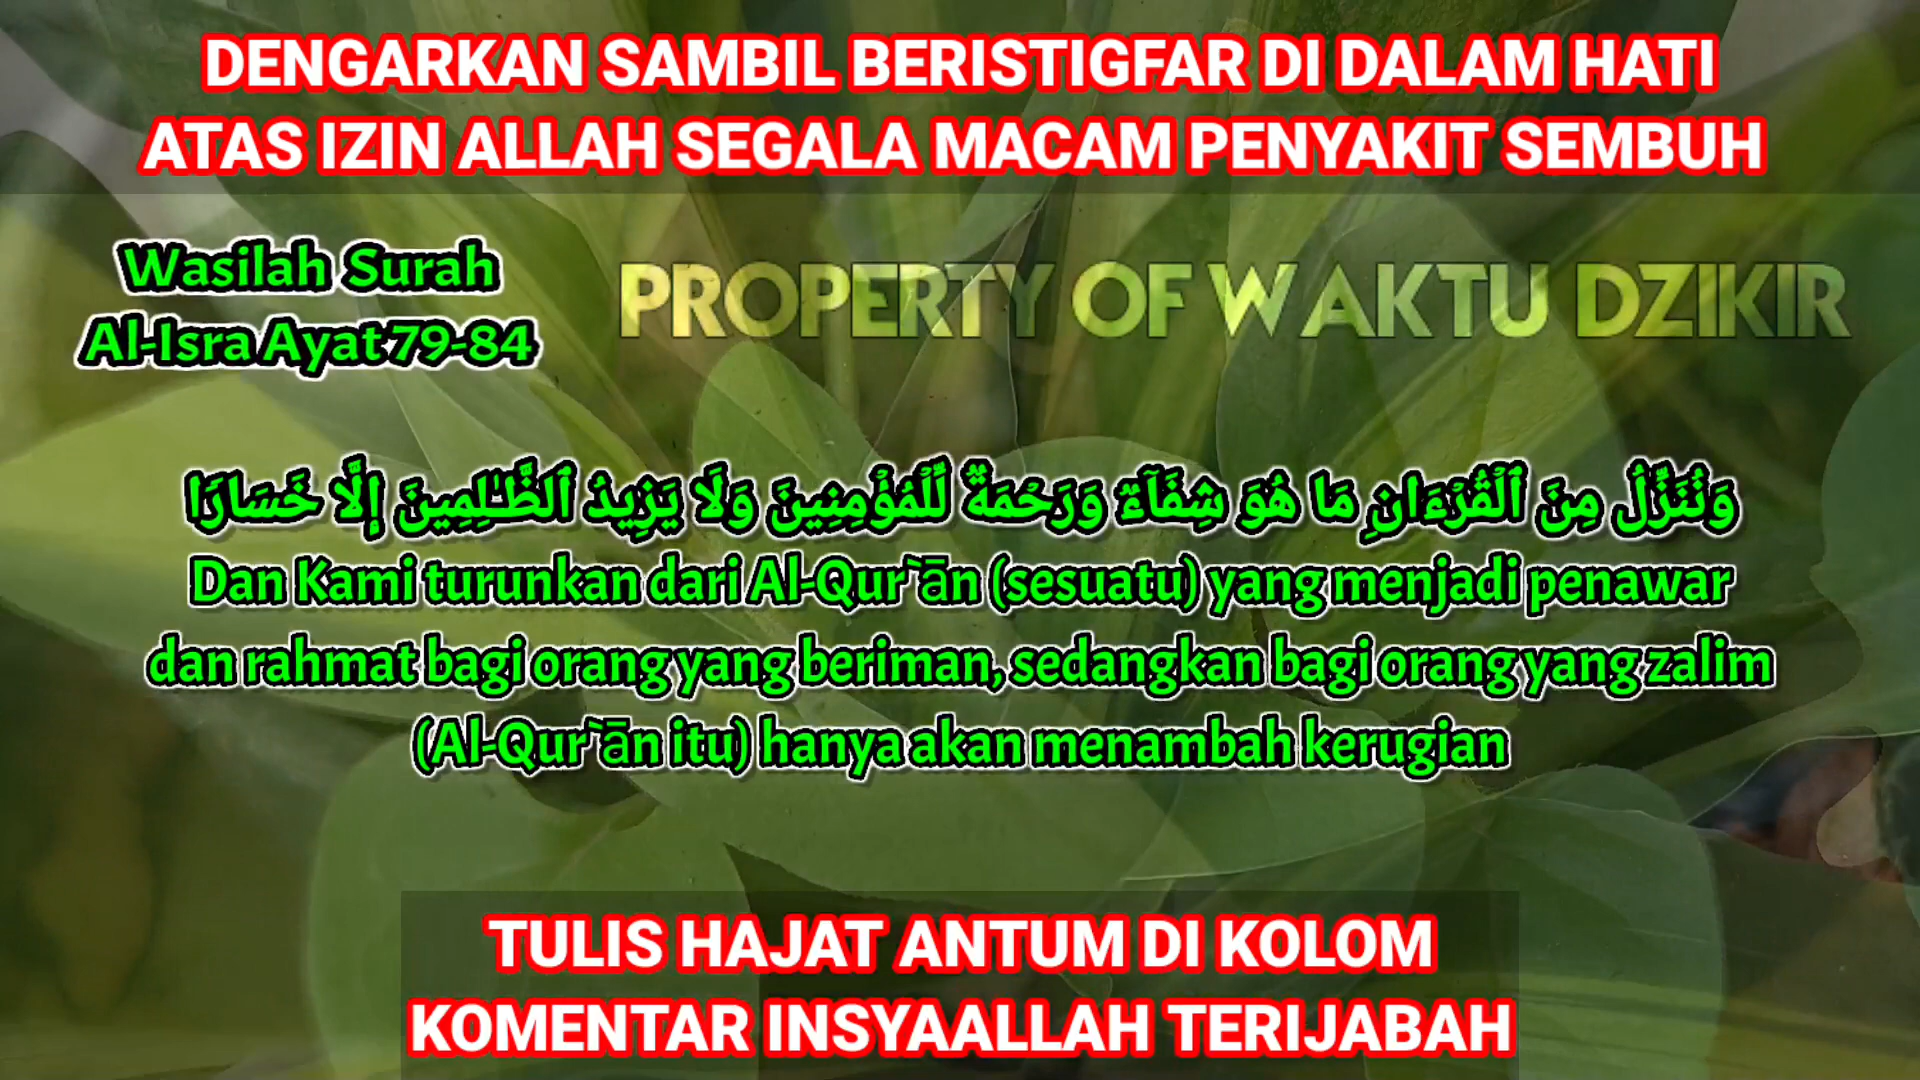 DENGARKAN SAMBIL BERISTIGFAR DI DALAM HATI
ATAS IZIN ALLAH SEGALA MACAM PENYAKIT SEMBUH
Wasilah Surah
Al-Isra Ayat 79-84
PROPERTY OF WAKTU DZIKIR
وَنُنَزِّلُ مِنَ ٱلْقُرْءَانِ مَا هُوَ شِفَآءٌ وَرَحْمَةٌ لِّلْمُؤْمِنِينَ وَلَا يَزِيدُ ٱلظَّـٰلِمِينَ إِلَّا خَسَارًا
Dan Kami turunkan dari Al-Qur`ān (sesuatu) yang menjadi penawar
dan rahmat bagi orang yang beriman, sedangkan bagi orang yang zalim
(Al-Qur`ān itu) hanya akan menambah kerugian
TULIS HAJAT ANTUM DI KOLOM
KOMENTAR INSYAALLAH TERIJABAH